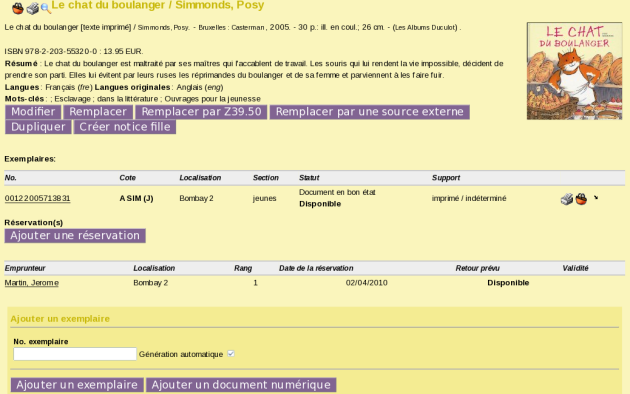 Le chat du boulanger / Simmonds, Posy
Le chat du boulanger [texte imprimé] / Simmonds, Posy. - Bruxelles : Casterman , 2005. - 30 p.: ill. en coul.; 26 cm. - (Les Albums Duculot) .
LE CHAT
DU BOULANGER
ISBN 978-2-203-55320-0 : 13.95 EUR.
Résumé : Le chat du boulanger est maltraité par ses maîtres qui l'accablent de travail. Les souris qui lui rendent la vie impossible, décident de
prendre son parti. Elles lui évitent par leurs ruses les réprimandes du boulanger et de sa femme et parviennent à les faire fuir.
Langues : Français (fre) Langues originales : Anglais (eng)
Mots-clés : ; Esclavage ; dans la littérature ; Ouvrages pour la jeunesse
Modifier Remplacer Remplacer par Z39.50 Remplacer par une source externe
Dupliquer Créer notice fille
Exemplaires:
No. Cote Localisation Section Statut Support
00122005713831 A SIM (J) Bombay 2 jeunes Document en bon état imprimé / indéterminé
Disponible
Réservation(s)
Ajouter une réservation
Emprunteur Localisation Rang Date de la réservation Retour prévu Validité
Martin, Jerome Bombay 2 1 02/04/2010 Disponible
Ajouter un exemplaire
No. exemplaire
Génération automatique
Ajouter un exemplaire Ajouter un document numérique